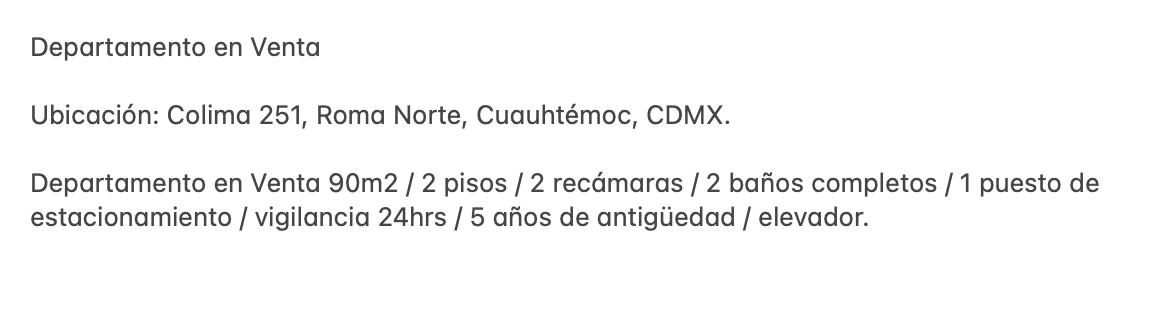 Departamento en Venta
Ubicación: Colima 251, Roma Norte, Cuauhtémoc, CDMX.
Departamento en Venta 90m2 / 2 pisos / 2 recámaras / 2 baños completos / 1 puesto de
estacionamiento / vigilancia 24hrs / 5 años de antigüedad / elevador.